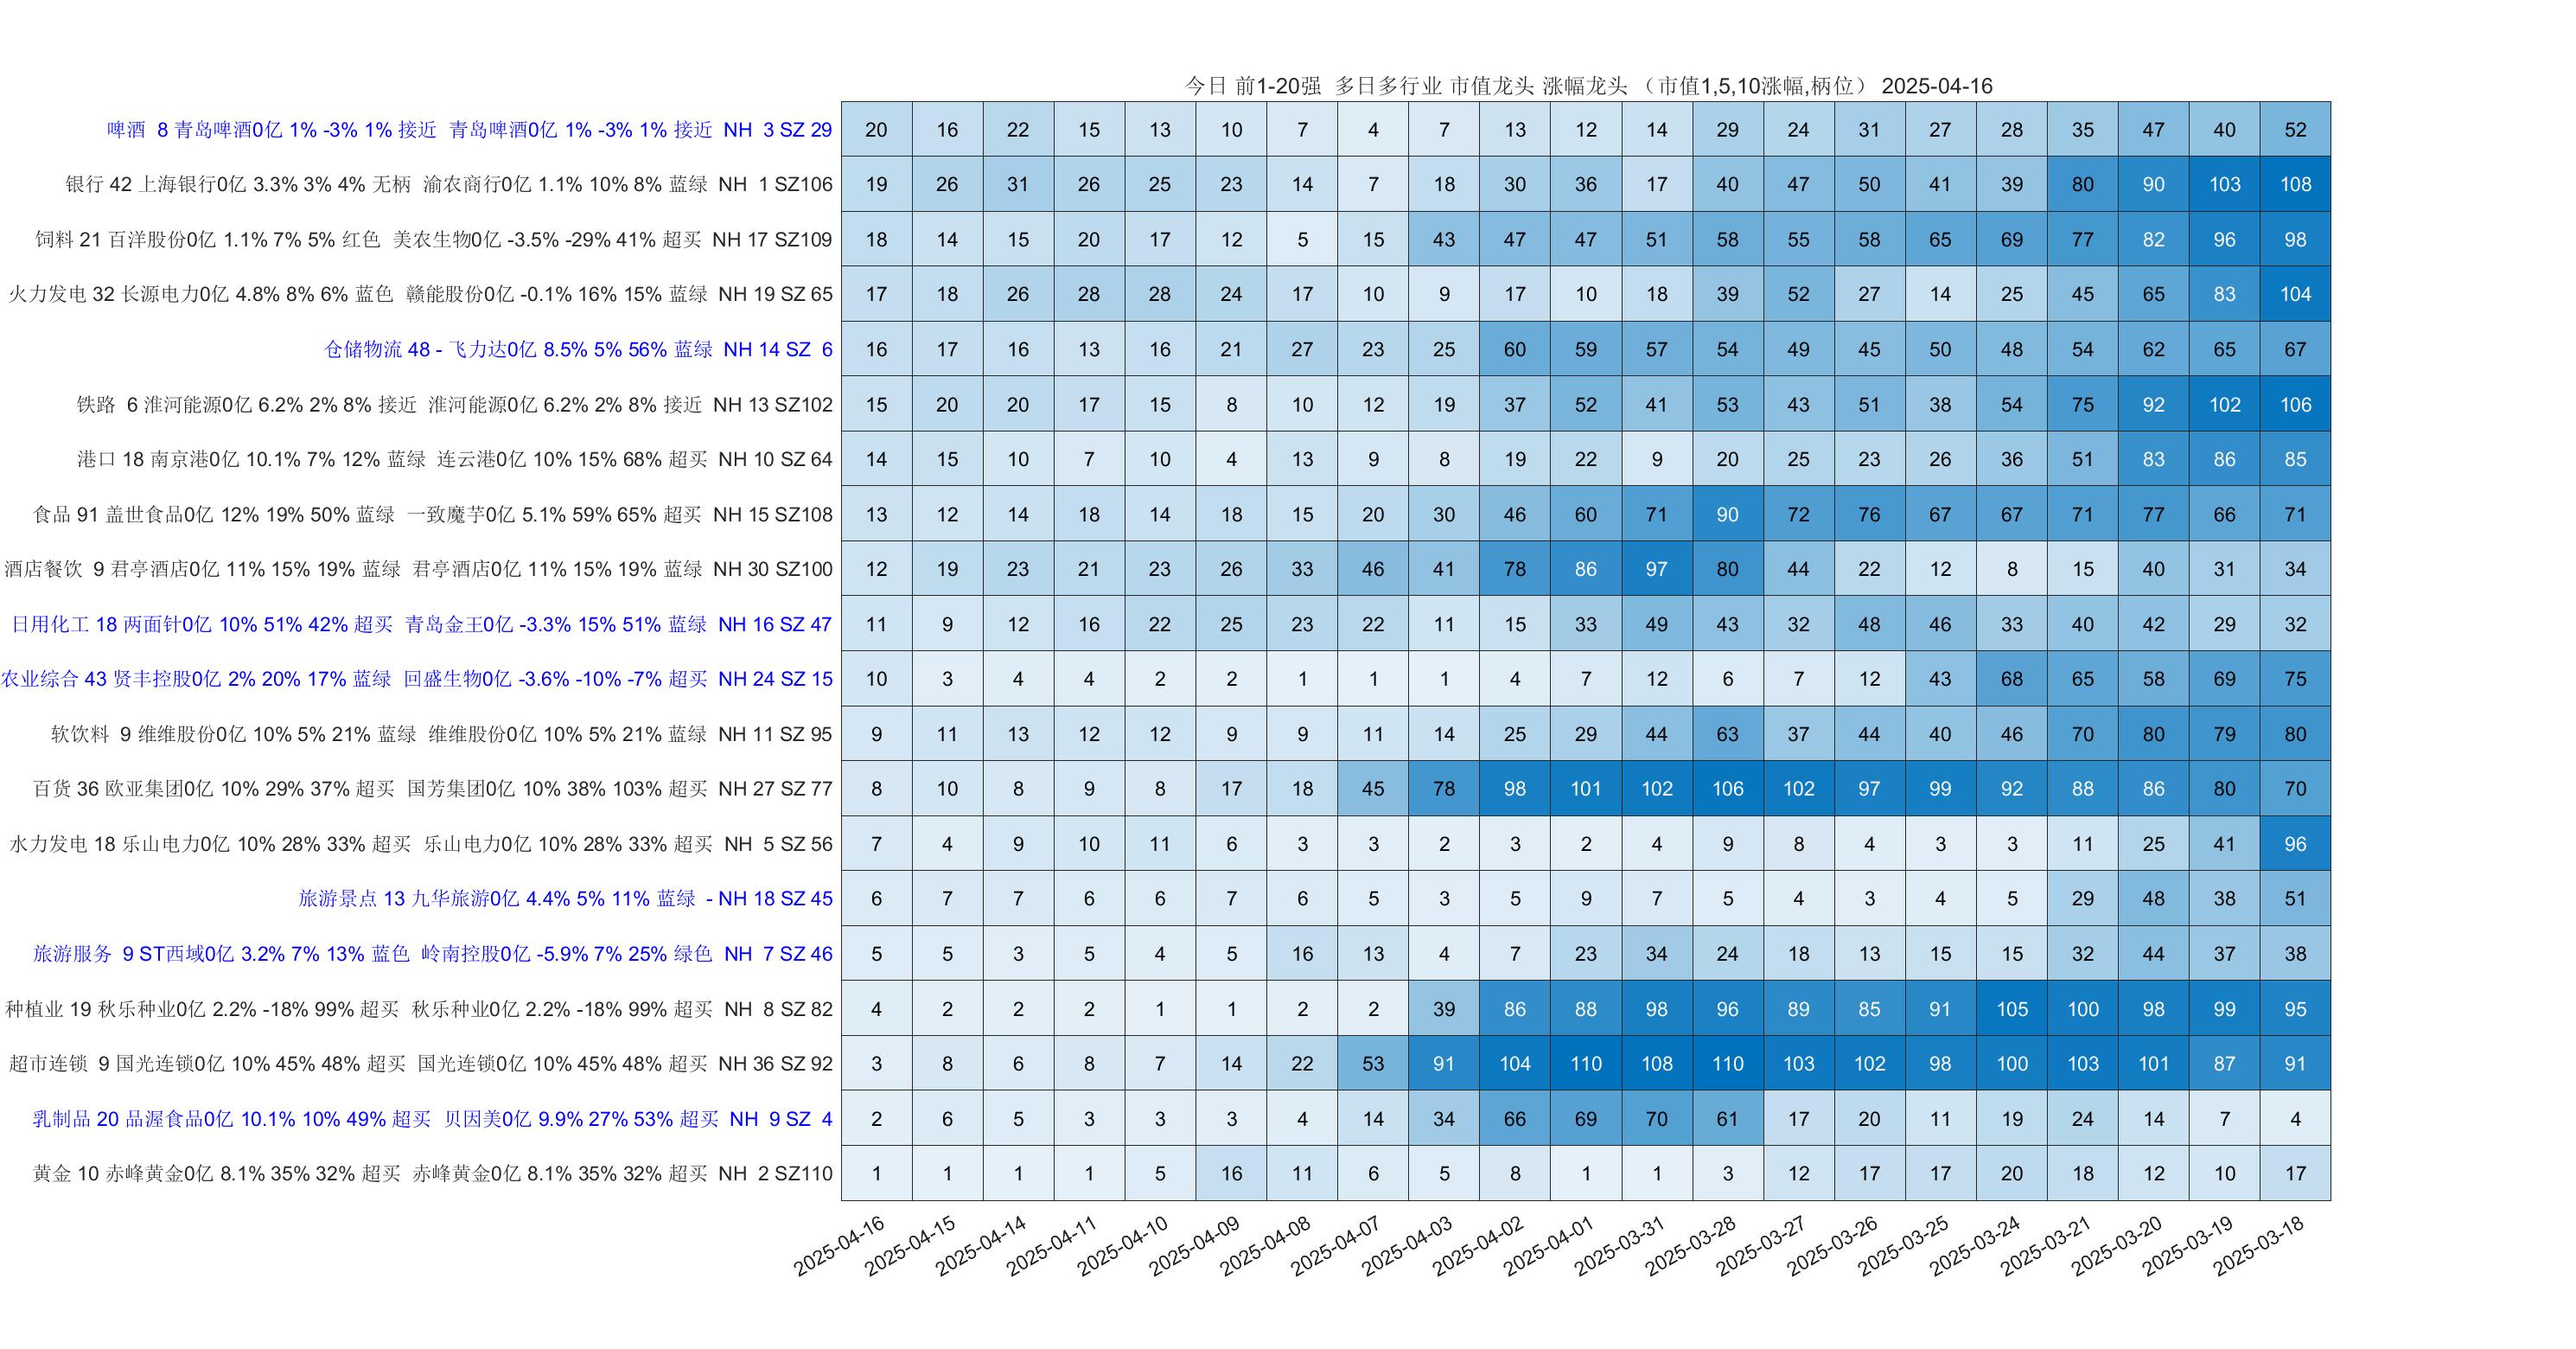 今日 前1-20强 多日多行业 市值龙头 涨幅龙头 （市值1,5,10涨幅,柄位） 2025-04-16
啤酒 8 青岛啤酒0亿 1% -3% 1% 接近 青岛啤酒0亿 1% -3% 1% 接近 NH 3 SZ 29 20 16 22 15 13 10 7 4 7 13 12 14 29 24 31 27 28 35 47 40 52
银行 42 上海银行0亿 3.3% 3% 4% 无柄 渝农商行0亿 1.1% 10% 8% 蓝绿 NH 1 SZ106 19 26 31 26 25 23 14 7 18 30 36 17 40 47 50 41 39 80 90 103 108
饲料 21 百洋股份0亿 1.1% 7% 5% 红色 美农生物0亿 -3.5% -29% 41% 超买 NH 17 SZ109 18 14 15 20 17 12 5 15 43 47 47 51 58 55 58 65 69 77 82 96 98
火力发电 32 长源电力0亿 4.8% 8% 6% 蓝色 赣能股份0亿 -0.1% 16% 15% 蓝绿 NH 19 SZ 65 17 18 26 28 28 24 17 10 9 17 10 18 39 52 27 14 25 45 65 83 104
仓储物流 48 - 飞力达0亿 8.5% 5% 56% 蓝绿 NH 14 SZ 6 16 17 16 13 16 21 27 23 25 60 59 57 54 49 45 50 48 54 62 65 67
铁路 6 淮河能源0亿 6.2% 2% 8% 接近 淮河能源0亿 6.2% 2% 8% 接近 NH 13 SZ102 15 20 20 17 15 8 10 12 19 37 52 41 53 43 51 38 54 75 92 102 106
港口 18 南京港0亿 10.1% 7% 12% 蓝绿 连云港0亿 10% 15% 68% 超买 NH 10 SZ 64 14 15 10 7 10 4 13 9 8 19 22 9 20 25 23 26 36 51 83 86 85
食品 91 盖世食品0亿 12% 19% 50% 蓝绿 一致魔芋0亿 5.1% 59% 65% 超买 NH 15 SZ108 13 12 14 18 14 18 15 20 30 46 60 71 90 72 76 67 67 71 77 66 71
酒店餐饮 9 君亭酒店0亿 11% 15% 19% 蓝绿 君亭酒店0亿 11% 15% 19% 蓝绿 NH 30 SZ100 12 19 23 21 23 26 33 46 41 78 86 97 80 44 22 12 8 15 40 31 34
日用化工 18 两面针0亿 10% 51% 42% 超买 青岛金王0亿 -3.3% 15% 51% 蓝绿 NH 16 SZ 47 11 9 12 16 22 25 23 22 11 15 33 49 43 32 48 46 33 40 42 29 32
农业综合 43 贤丰控股0亿 2% 20% 17% 蓝绿 回盛生物0亿 -3.6% -10% -7% 超买 NH 24 SZ 15 10 3 4 4 2 2 1 1 1 4 7 12 6 7 12 43 68 65 58 69 75
软饮料 9 维维股份0亿 10% 5% 21% 蓝绿 维维股份0亿 10% 5% 21% 蓝绿 NH 11 SZ 95 9 11 13 12 12 9 9 11 14 25 29 44 63 37 44 40 46 70 80 79 80
百货 36 欧亚集团0亿 10% 29% 37% 超买 国芳集团0亿 10% 38% 103% 超买 NH 27 SZ 77 8 10 8 9 8 17 18 45 78 98 101 102 106 102 97 99 92 88 86 80 70
水力发电 18 乐山电力0亿 10% 28% 33% 超买 乐山电力0亿 10% 28% 33% 超买 NH 5 SZ 56 7 4 9 10 11 6 3 3 2 3 2 4 9 8 4 3 3 11 25 41 96
旅游景点 13 九华旅游0亿 4.4% 5% 11% 蓝绿 - NH 18 SZ 45 6 7 7 6 6 7 6 5 3 5 9 7 5 4 3 4 5 29 48 38 51
旅游服务 9 ST西域0亿 3.2% 7% 13% 蓝色 岭南控股0亿 -5.9% 7% 25% 绿色 NH 7 SZ 46 5 5 3 5 4 5 16 13 4 7 23 34 24 18 13 15 15 32 44 37 38
种植业 19 秋乐种业0亿 2.2% -18% 99% 超买 秋乐种业0亿 2.2% -18% 99% 超买 NH 8 SZ 82 4 2 2 2 1 1 2 2 39 86 88 98 96 89 85 91 105 100 98 99 95
超市连锁 9 国光连锁0亿 10% 45% 48% 超买 国光连锁0亿 10% 45% 48% 超买 NH 36 SZ 92 3 8 6 8 7 14 22 53 91 104 110 108 110 103 102 98 100 103 101 87 91
乳制品 20 品渥食品0亿 10.1% 10% 49% 超买 贝因美0亿 9.9% 27% 53% 超买 NH 9 SZ 4 2 6 5 3 3 3 4 14 34 66 69 70 61 17 20 11 19 24 14 7 4
黄金 10 赤峰黄金0亿 8.1% 35% 32% 超买 赤峰黄金0亿 8.1% 35% 32% 超买 NH 2 SZ110 1 1 1 1 5 16 11 6 5 8 1 1 3 12 17 17 20 18 12 10 17
2025-04-16 2025-04-15 2025-04-14 2025-04-11 2025-04-10 2025-04-09 2025-04-08 2025-04-07 2025-04-03 2025-04-02 2025-04-01 2025-03-31 2025-03-28 2025-03-27 2025-03-26 2025-03-25 2025-03-24 2025-03-21 2025-03-20 2025-03-19 2025-03-18